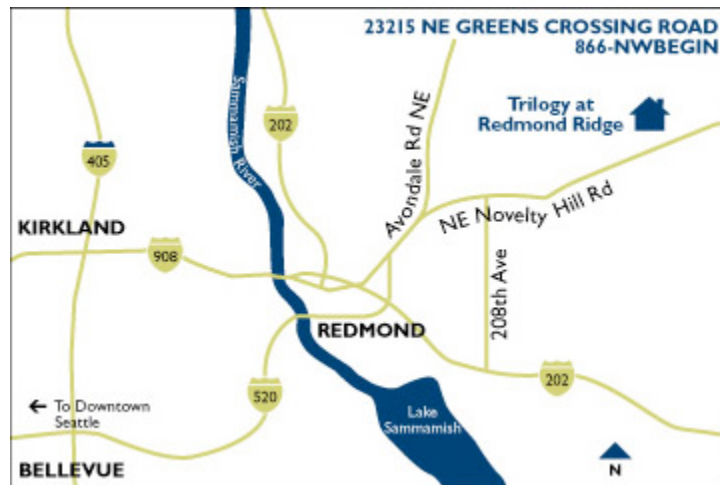 23215 NE GREENS CROSSING ROAD
866-NWBEGIN
Trilogy at
Redmond Ridge
Sammamish River
202
Avondale Rd NE
405
NE Novelty Hill Rd
KIRKLAND
908
208th Ave
REDMOND
202
520
← To Downtown
Seattle
Lake
Sammamish
BELLEVUE
N